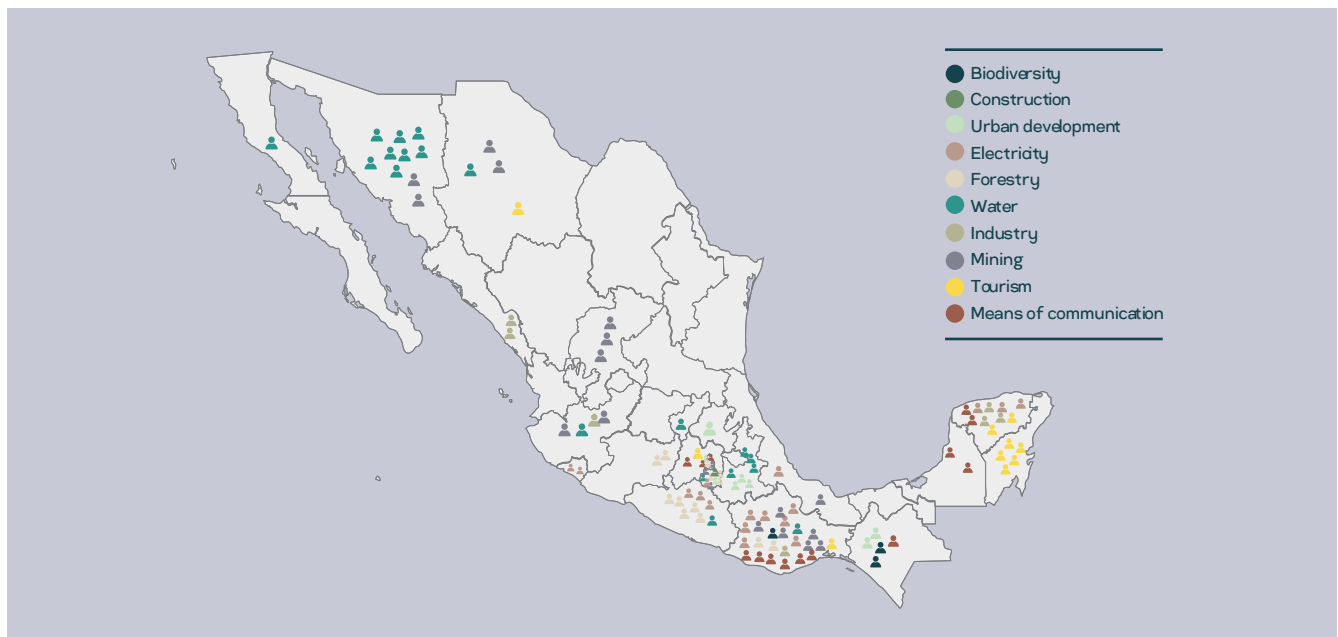 Biodiversity
Construction
Urban development
Electricity
Forestry
Water
Industry
Mining
Tourism
Means of communication